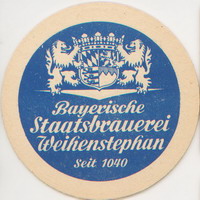 Bayerische
Staatsbrauerei
Weihenstephan
Seit 1040